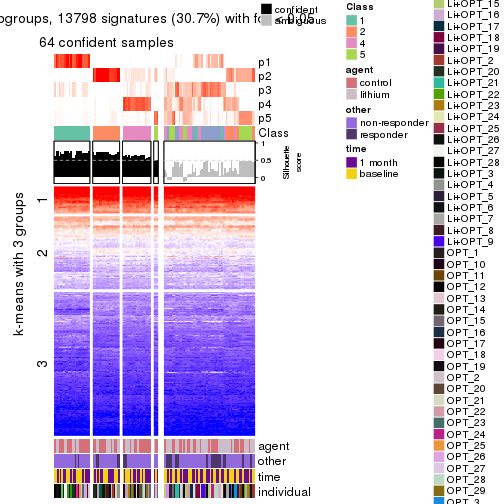 ogroups, 13798 signatures (30.7%) with
confident
ambiguous
64 confident samples
p1
p2
p3
p4
p5
Class
1
0.5
0
Silhouette
score
k-means with 3 groups
1
2
3
agent
other
time
individual
Class
1
2
4
5
agent
control
lithium
other
non-responder
responder
time
1 month
baseline
Li+OPT_15
Li+OPT_16
Li+OPT_17
Li+OPT_18
Li+OPT_19
Li+OPT_2
Li+OPT_20
Li+OPT_21
Li+OPT_22
Li+OPT_23
Li+OPT_24
Li+OPT_25
Li+OPT_26
Li+OPT_27
Li+OPT_28
Li+OPT_3
Li+OPT_4
Li+OPT_5
Li+OPT_6
Li+OPT_7
Li+OPT_8
Li+OPT_9
OPT_1
OPT_10
OPT_11
OPT_12
OPT_13
OPT_14
OPT_15
OPT_16
OPT_17
OPT_18
OPT_19
OPT_2
OPT_20
OPT_21
OPT_22
OPT_23
OPT_24
OPT_25
OPT_26
OPT_27
OPT_28
OPT_29